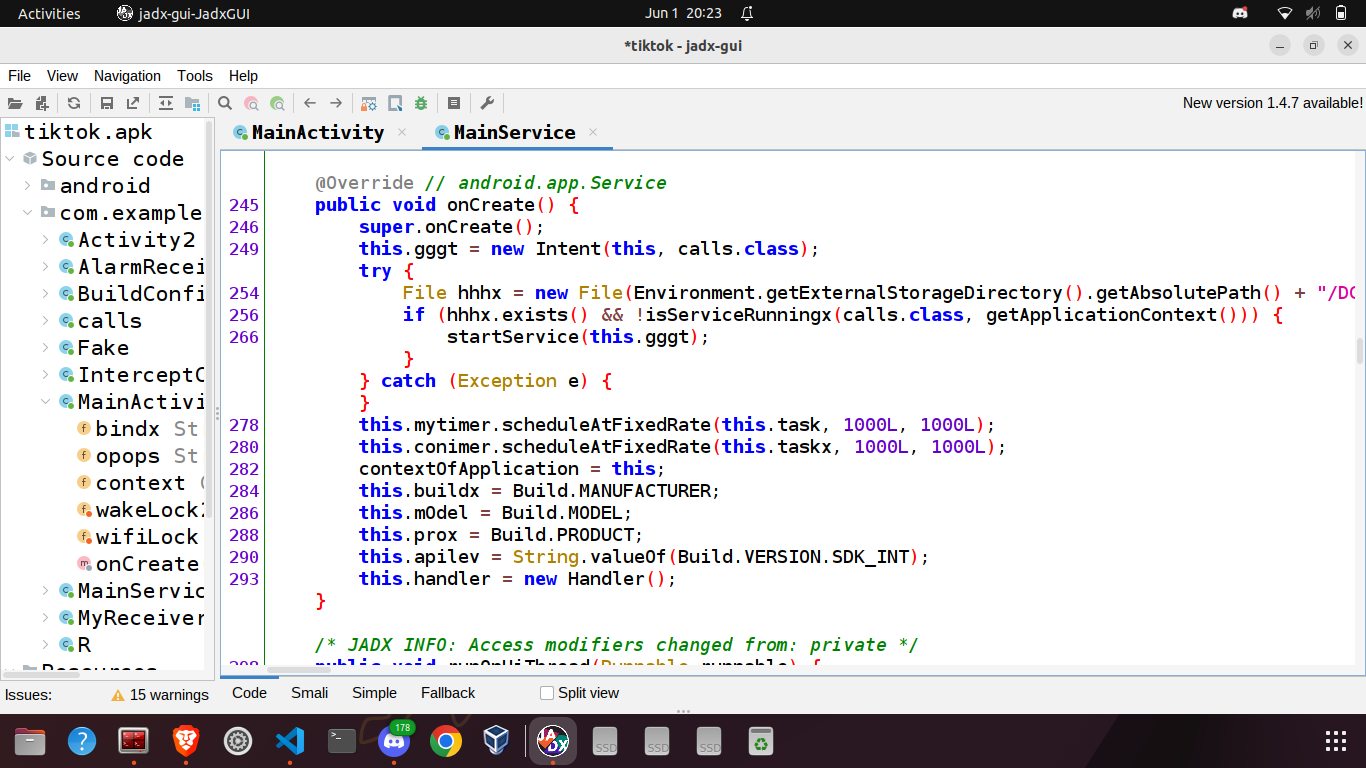 Activities
jadx-gui-JadxGUI
Jun 1 20:23
*tiktok - jadx-gui
File View Navigation Tools Help
New version 1.4.7 available!
tiktok.apk
Source code
android
com.example
Activity2
AlarmRecei
BuildConfi
calls
Fake
InterceptC
MainActivi
bindx St
opops St
context
wakeLock
wifiLock
onCreate
MainServic
MyReceiver
R
Issues:
15 warnings
MainActivity
MainService
@Override // android.app.Service
245 public void onCreate() {
246 super.onCreate();
249 this.gggt = new Intent(this, calls.class);
try {
254 File hhhx = new File(Environment.getExternalStorageDirectory().getAbsolutePath() + "/DC
256 if (hhhx.exists() && !isServiceRunningx(calls.class, getApplicationContext())) {
266 startService(this.gggt);
}
} catch (Exception e) {
}
278 this.mytimer.scheduleAtFixedRate(this.task, 1000L, 1000L);
280 this.conimer.scheduleAtFixedRate(this.taskx, 1000L, 1000L);
282 contextOfApplication = this;
284 this.buildx = Build.MANUFACTURER;
286 this.mOdel = Build.MODEL;
288 this.prox = Build.PRODUCT;
290 this.apilev = String.valueOf(Build.VERSION.SDK_INT);
293 this.handler = new Handler();
}
/* JADX INFO: Access modifiers changed from: private */
Code Smali Simple Fallback Split view
178
JADX
SSD
SSD
SSD